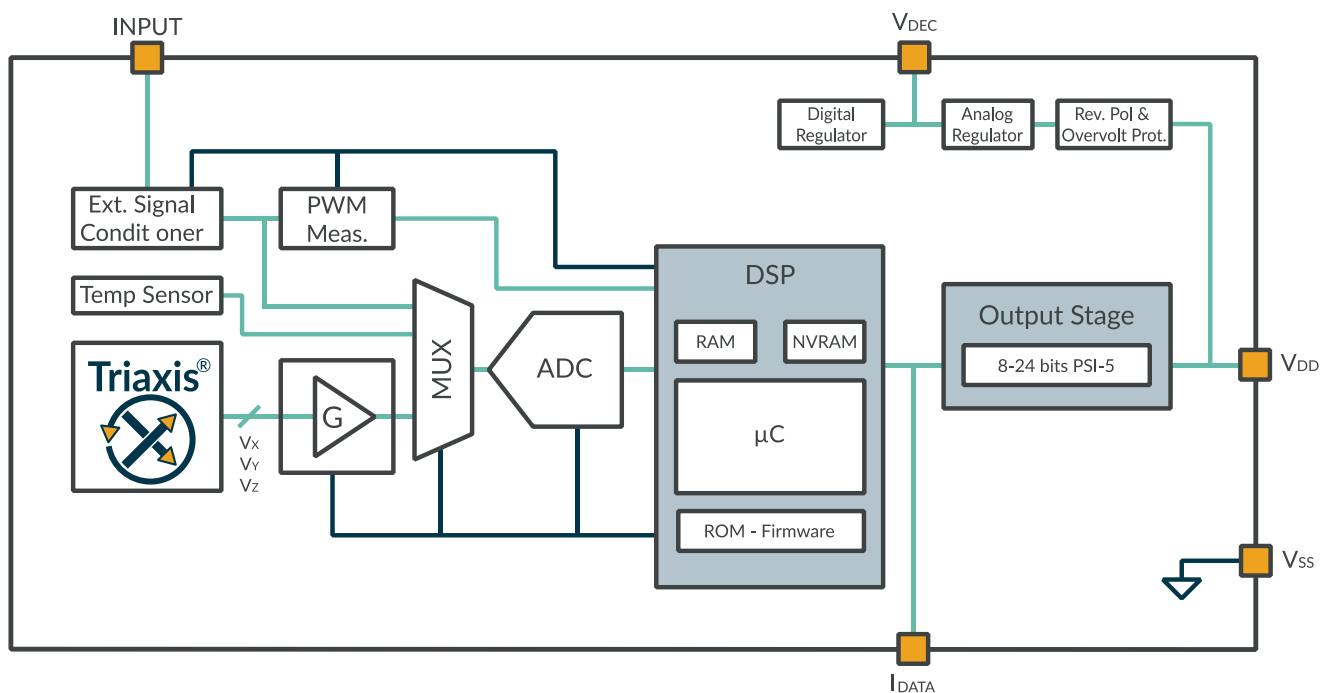 INPUT
VDEC
Digital
Regulator
Analog
Regulator
Rev. Pol &
Overvolt Prot.
Ext. Signal
Condit oner
PWM
Meas.
Temp Sensor
Triaxis®
VX
VY
VZ
G
MUX
ADC
DSP
RAM
NVRAM
µC
ROM - Firmware
Output Stage
8-24 bits PSI-5
VDD
VSS
IDATA